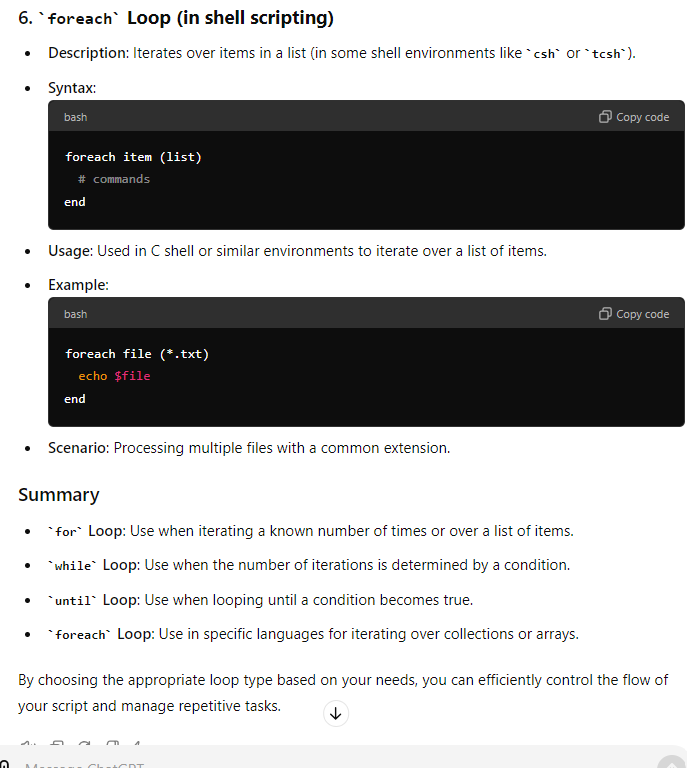 6. `foreach` Loop (in shell scripting)
• Description: Iterates over items in a list (in some shell environments like `csh` or `tcsh`).
• Syntax:
bash Copy code
foreach item (list)
# commands
end
• Usage: Used in C shell or similar environments to iterate over a list of items.
• Example:
bash Copy code
foreach file (*.txt)
echo $file
end
• Scenario: Processing multiple files with a common extension.
Summary
• `for` Loop: Use when iterating a known number of times or over a list of items.
• `while` Loop: Use when the number of iterations is determined by a condition.
• `until` Loop: Use when looping until a condition becomes true.
• `foreach` Loop: Use in specific languages for iterating over collections or arrays.
By choosing the appropriate loop type based on your needs, you can efficiently control the flow of
your script and manage repetitive tasks.
Message ChatGPT